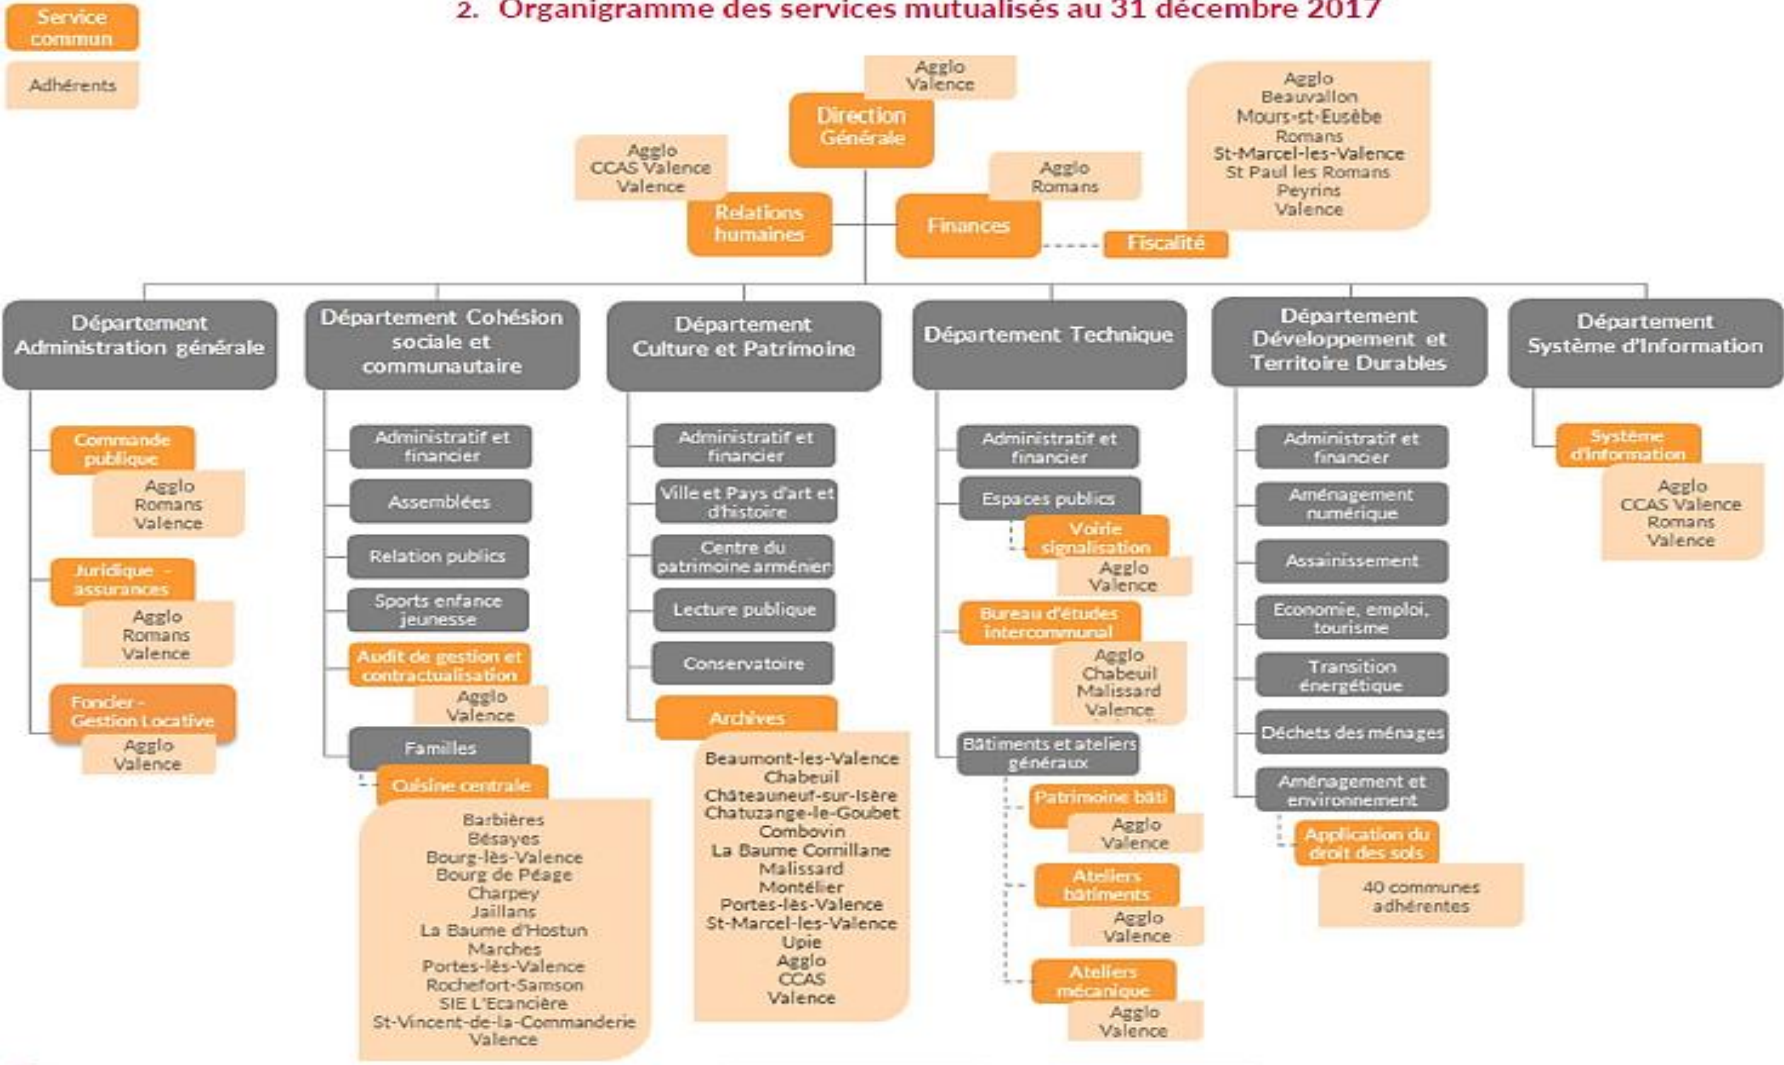 2. Organigramme des services mutualisés au 31 décembre 2017
Service
commun
Adhérents
Agglo
Valence
Direction
Générale
Agglo
CCAS Valence
Valence
Relations
humaines
Agglo
Romans
Finances
Agglo
Beauvallon
Mours-st-Eusèbe
Romans
St-Marcel-les-Valence
St Paul les Romans
Peyrins
Valence
Fiscalité
Département
Administration générale
Commande
publique
Agglo
Romans
Valence
Juridique -
assurances
Agglo
Romans
Valence
Foncier -
Gestion Locative
Agglo
Valence
Département Cohésion
sociale et
communautaire
Administratif et
financier
Assemblées
Relation publics
Sports enfance
jeunesse
Audit de gestion et
contractualisation
Agglo
Valence
Familles
Cuisine centrale
Barbières
Bésayes
Bourg-lès-Valence
Bourg de Péage
Charpey
Jaillans
La Baume d'Hostun
Marches
Portes-lès-Valence
Rochefort-Samson
SIE L'Ecancière
St-Vincent-de-la-Commanderie
Valence
Département
Culture et Patrimoine
Administratif et
financier
Ville et Pays d'art et
d'histoire
Centre du
patrimoine arménien
Lecture publique
Conservatoire
Archives
Beaumont-les-Valence
Chabeuil
Châteauneuf-sur-Isère
Chatuzange-le-Goubet
Combovin
La Baume Cornillane
Malissard
Montélier
Portes-lès-Valence
St-Marcel-les-Valence
Upie
Agglo
CCAS
Valence
Département Technique
Administratif et
financier
Espaces publics
Voirie
signalisation
Agglo
Valence
Bureau d'études
intercommunal
Agglo
Chabeuil
Malissard
Valence
Bâtiments et ateliers
généraux
Patrimoine bâti
Agglo
Valence
Ateliers
bâtiments
Agglo
Valence
Ateliers
mécanique
Agglo
Valence
Département
Développement et
Territoire Durables
Administratif et
financier
Aménagement
numérique
Assainissement
Economie, emploi,
tourisme
Transition
énergétique
Déchets des ménages
Aménagement et
environnement
Application du
droit des sols
40 communes
adhérentes
Département
Système d'Information
Système
d'information
Agglo
CCAS Valence
Romans
Valence